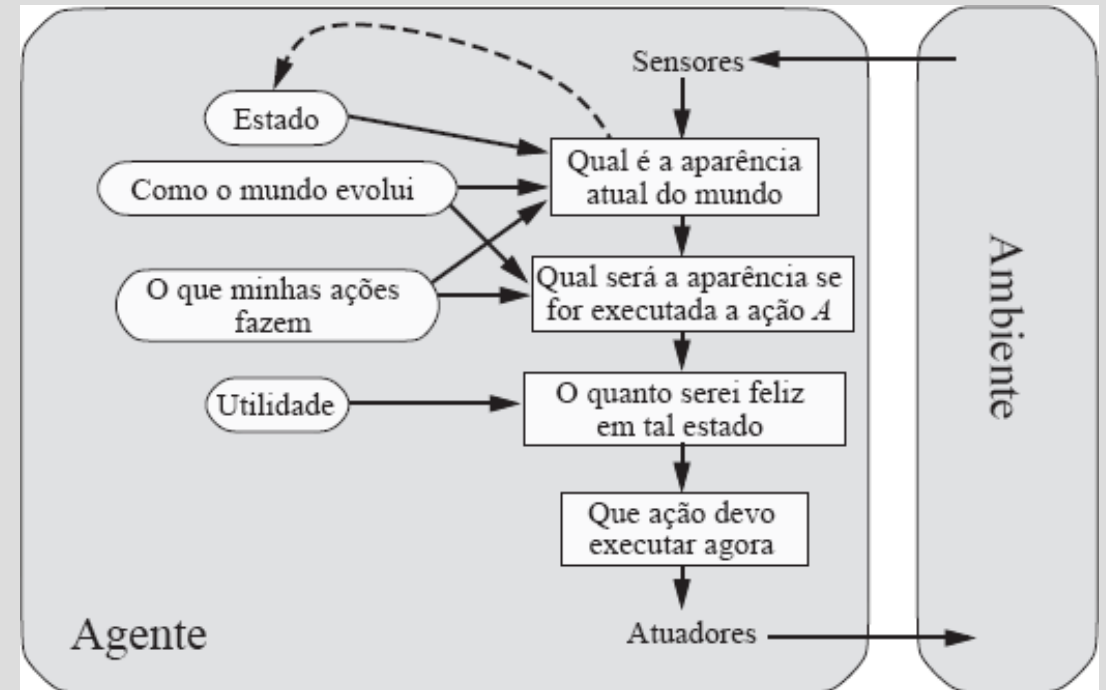 Sensores
Estado
Qual é a aparência
atual do mundo
Como o mundo evolui
Qual será a aparência se
for executada a ação A
O que minhas ações
fazem
O quanto serei feliz
em tal estado
Utilidade
Que ação devo
executar agora
Atuadores
Agente
Ambiente